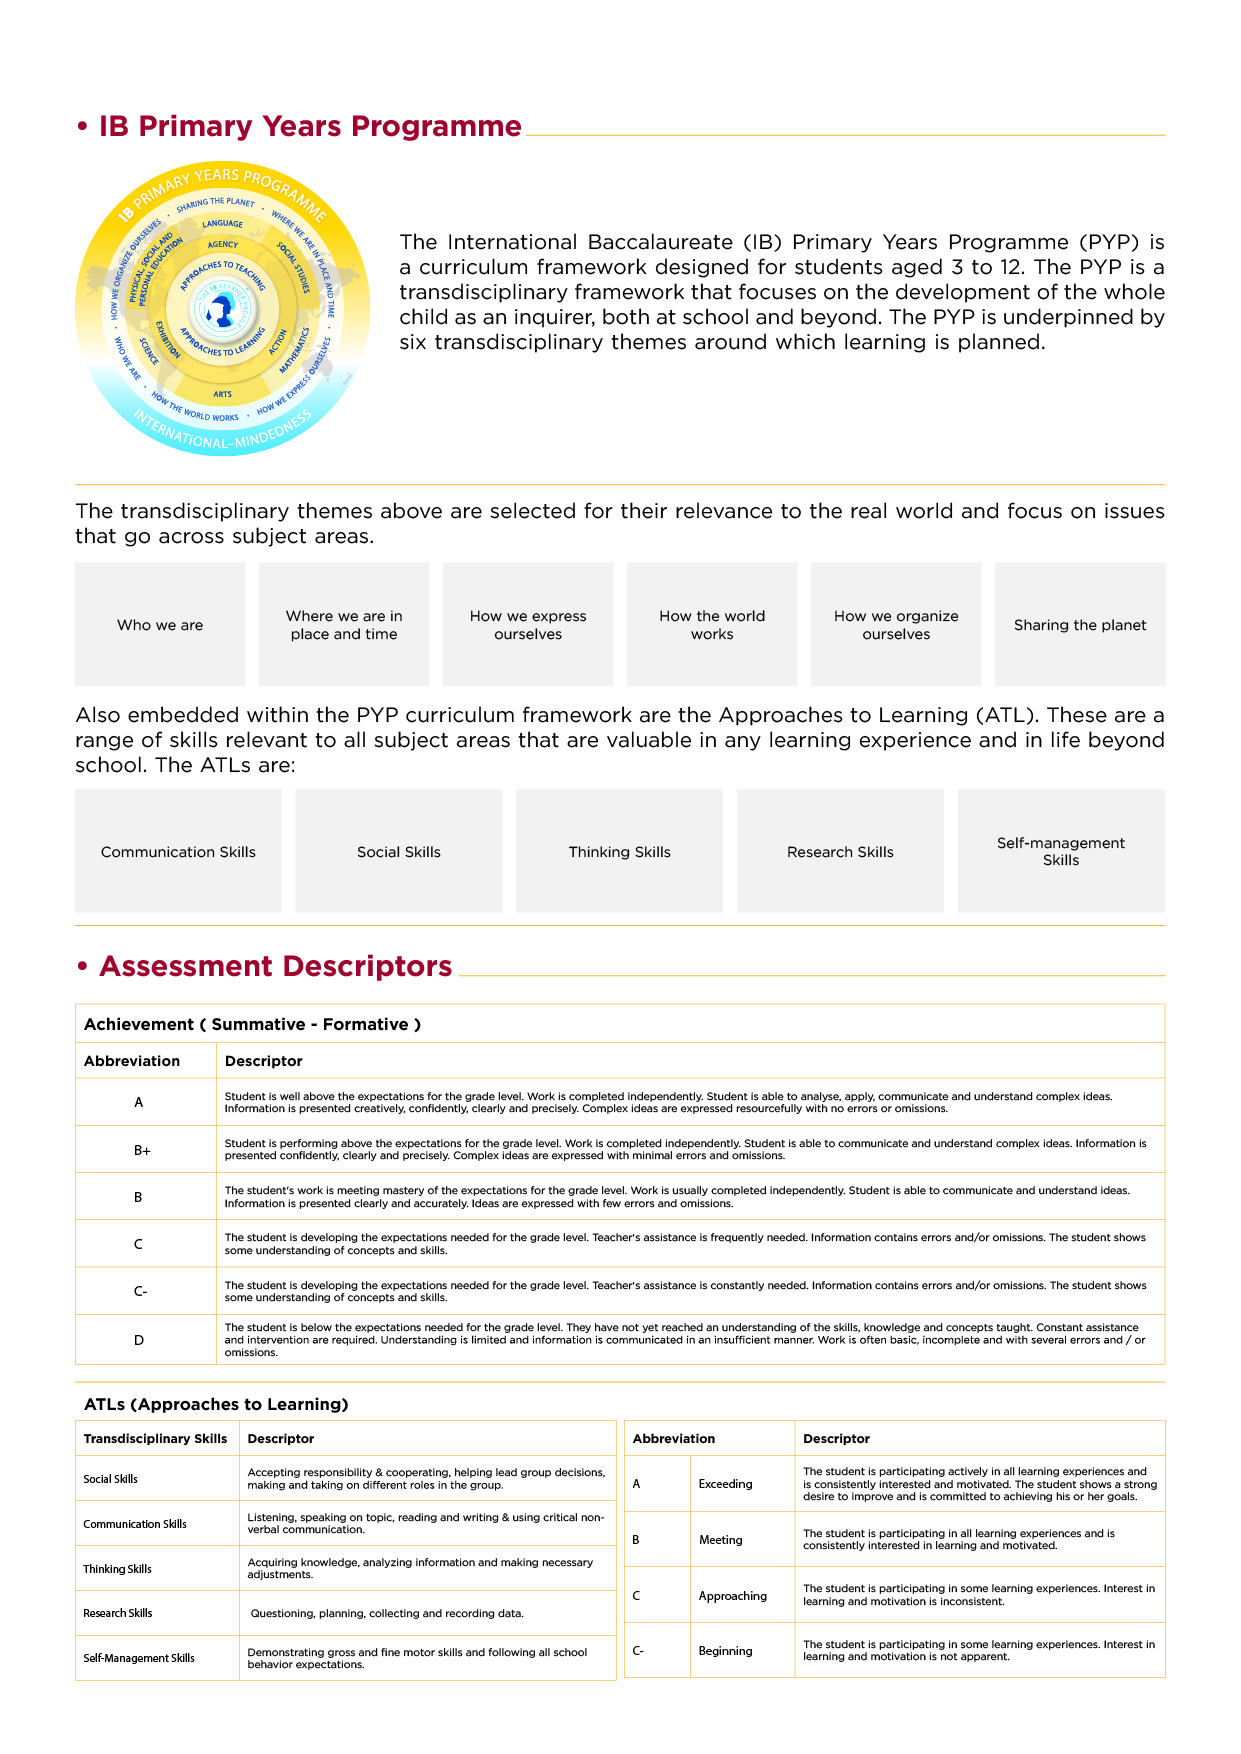 • IB Primary Years Programme
IB PRIMARY YEARS PROGRAMME
SHARING THE PLANET • WHERE WE ARE IN PLACE AND TIME • HOW WE EXPRESS OURSELVES • HOW THE WORLD WORKS • WHO WE ARE • HOW WE ORGANIZE OURSELVES •
LANGUAGE
SOCIAL STUDIES
MATHEMATICS
ARTS
SCIENCE
PHYSICAL, SOCIAL AND
PERSONAL EDUCATION
AGENCY
ACTION
EXHIBITION
APPROACHES TO TEACHING
APPROACHES TO LEARNING
THE IB LEARNER PROFILE
INTERNATIONAL-MINDEDNESS
The International Baccalaureate (IB) Primary Years Programme (PYP) is
a curriculum framework designed for students aged 3 to 12. The PYP is a
transdisciplinary framework that focuses on the development of the whole
child as an inquirer, both at school and beyond. The PYP is underpinned by
six transdisciplinary themes around which learning is planned.
The transdisciplinary themes above are selected for their relevance to the real world and focus on issues
that go across subject areas.
Who we are
Where we are in
place and time
How we express
ourselves
How the world
works
How we organize
ourselves
Sharing the planet
Also embedded within the PYP curriculum framework are the Approaches to Learning (ATL). These are a
range of skills relevant to all subject areas that are valuable in any learning experience and in life beyond
school. The ATLs are:
Communication Skills
Social Skills
Thinking Skills
Research Skills
Self-management
Skills
• Assessment Descriptors
Achievement ( Summative - Formative )
Abbreviation
Descriptor
A
Student is well above the expectations for the grade level. Work is completed independently. Student is able to analyse, apply, communicate and understand complex ideas.
Information is presented creatively, confidently, clearly and precisely. Complex ideas are expressed resourcefully with no errors or omissions.
B+
Student is performing above the expectations for the grade level. Work is completed independently. Student is able to communicate and understand complex ideas. Information is
presented confidently, clearly and precisely. Complex ideas are expressed with minimal errors and omissions.
B
The student's work is meeting mastery of the expectations for the grade level. Work is usually completed independently. Student is able to communicate and understand ideas.
Information is presented clearly and accurately. Ideas are expressed with few errors and omissions.
C
The student is developing the expectations needed for the grade level. Teacher's assistance is frequently needed. Information contains errors and/or omissions. The student shows
some understanding of concepts and skills.
C-
The student is developing the expectations needed for the grade level. Teacher's assistance is constantly needed. Information contains errors and/or omissions. The student shows
some understanding of concepts and skills.
D
The student is below the expectations needed for the grade level. They have not yet reached an understanding of the skills, knowledge and concepts taught. Constant assistance
and intervention are required. Understanding is limited and information is communicated in an insufficient manner. Work is often basic, incomplete and with several errors and / or
omissions.
ATLs (Approaches to Learning)
Transdisciplinary Skills
Descriptor
Social Skills
Accepting responsibility & cooperating, helping lead group decisions,
making and taking on different roles in the group.
Communication Skills
Listening, speaking on topic, reading and writing & using critical non-
verbal communication.
Thinking Skills
Acquiring knowledge, analyzing information and making necessary
adjustments.
Research Skills
Questioning, planning, collecting and recording data.
Self-Management Skills
Demonstrating gross and fine motor skills and following all school
behavior expectations.
Abbreviation
Descriptor
A
Exceeding
The student is participating actively in all learning experiences and
is consistently interested and motivated. The student shows a strong
desire to improve and is committed to achieving his or her goals.
B
Meeting
The student is participating in all learning experiences and is
consistently interested in learning and motivated.
C
Approaching
The student is participating in some learning experiences. Interest in
learning and motivation is inconsistent.
C-
Beginning
The student is participating in some learning experiences. Interest in
learning and motivation is not apparent.